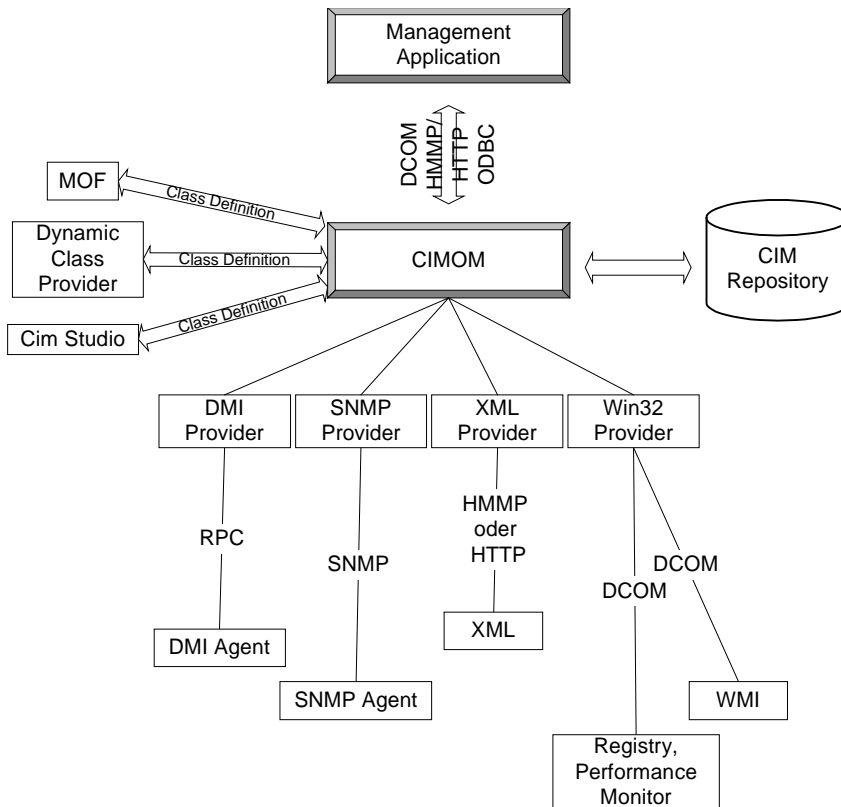 Management
Application
DCOM
HMMP/
HTTP
ODBC
MOF
Class Definition
Dynamic
Class
Provider
Class Definition
CIMOM
CIM
Repository
Cim Studio
Class Definition
DMI
Provider
SNMP
Provider
XML
Provider
Win32
Provider
RPC
SNMP
HMMP
oder
HTTP
DCOM
DCOM
DMI Agent
XML
SNMP Agent
WMI
Registry,
Performance
Monitor